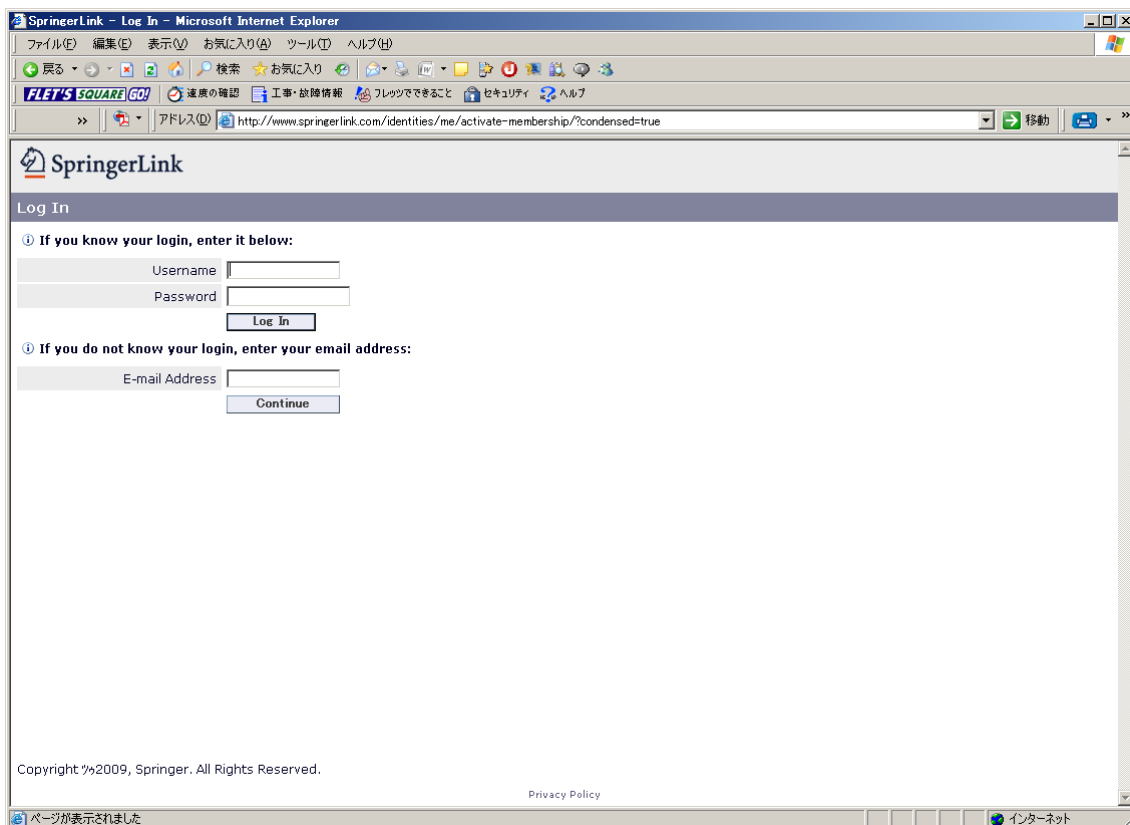 SpringerLink - Log In - Microsoft Internet Explorer
ファイル(F) 編集(E) 表示(V) お気に入り(A) ツール(T) ヘルプ(H)
戻る 検索 お気に入り
FLET'S SQUARE GO! 速度の確認 工事・故障情報 フレッツでできること セキュリティ ヘルプ
» アドレス(D) http://www.springerlink.com/identities/me/activate-membership/?condensed=true 移動 »
SpringerLink
Log In
If you know your login, enter it below:
Username
Password
Log In
If you do not know your login, enter your email address:
E-mail Address
Continue
Copyright ﾂｩ2009, Springer. All Rights Reserved.
Privacy Policy
ページが表示されました インターネット